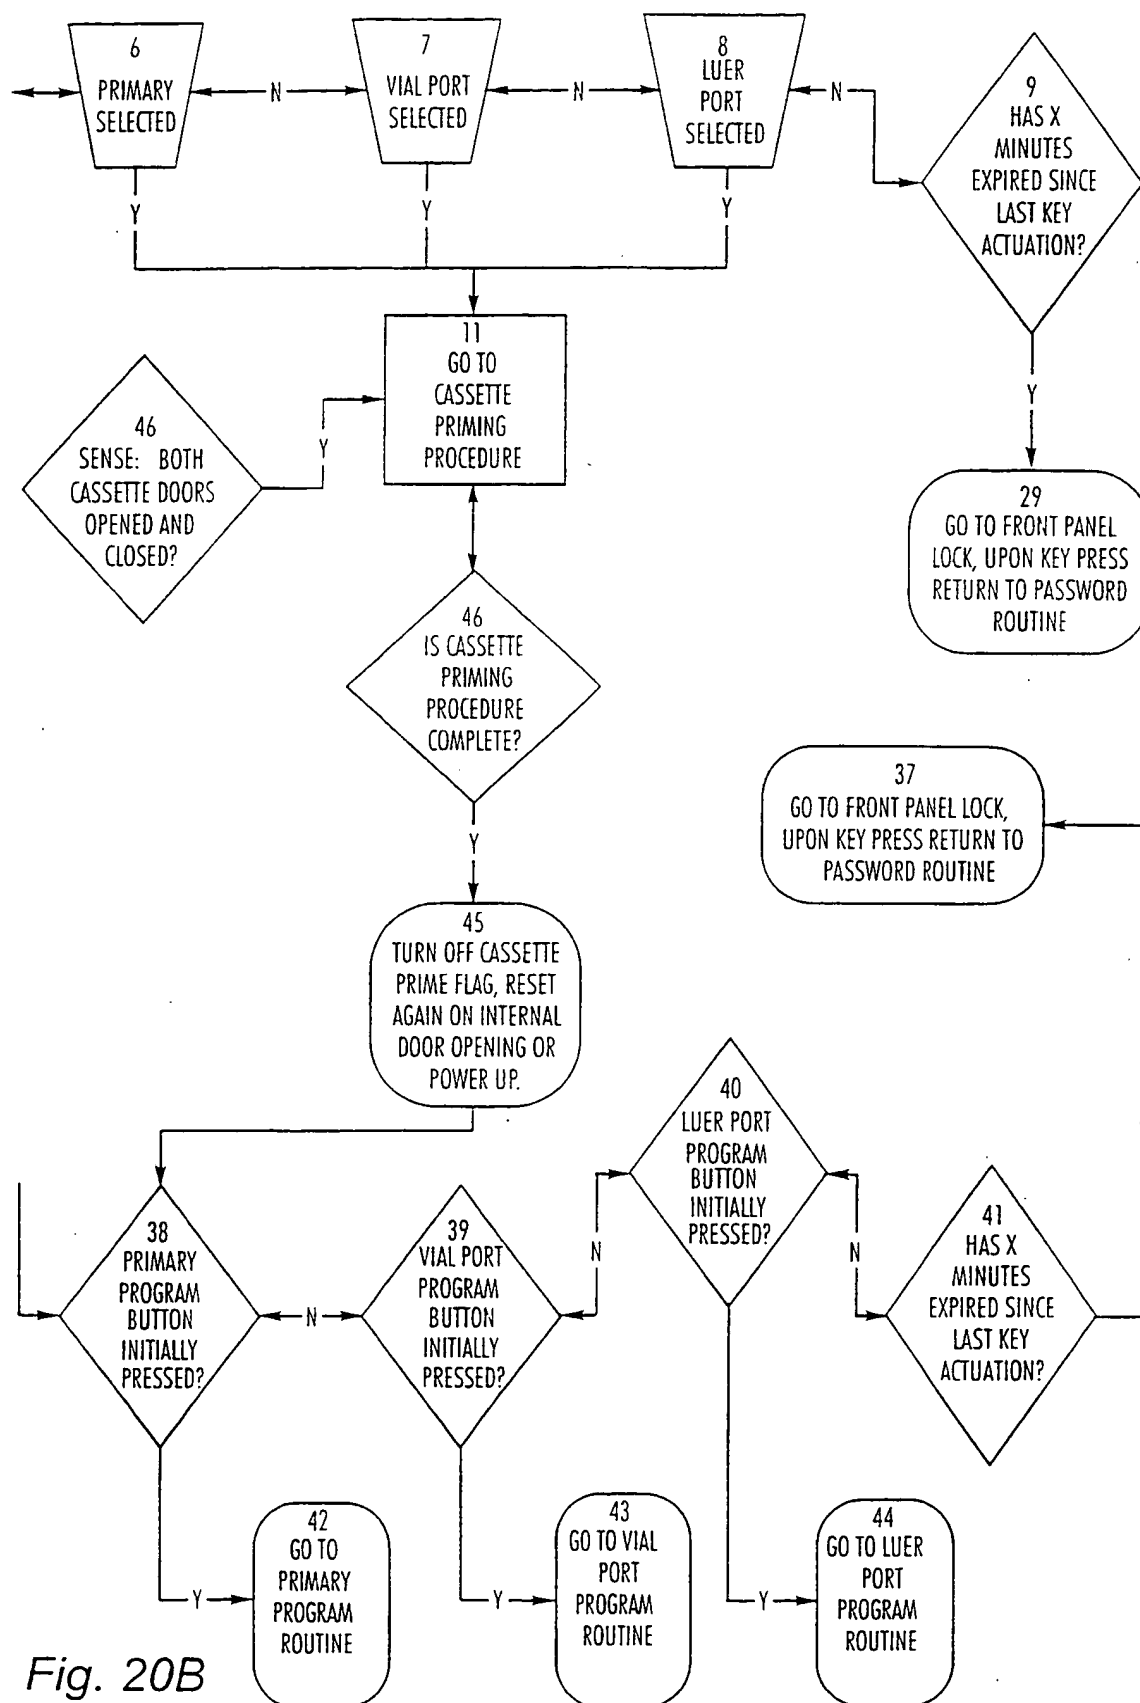 6
PRIMARY
SELECTED
N
7
VIAL PORT
SELECTED
N
8
LUER
PORT
SELECTED
N
9
HAS X
MINUTES
EXPIRED SINCE
LAST KEY
ACTUATION?
Y
Y
Y
Y
11
GO TO
CASSETTE
PRIMING
PROCEDURE
46
SENSE: BOTH
CASSETTE DOORS
OPENED AND
CLOSED?
Y
29
GO TO FRONT PANEL
LOCK, UPON KEY PRESS
RETURN TO PASSWORD
ROUTINE
46
IS CASSETTE
PRIMING
PROCEDURE
COMPLETE?
Y
37
GO TO FRONT PANEL LOCK,
UPON KEY PRESS RETURN TO
PASSWORD ROUTINE
45
TURN OFF CASSETTE
PRIME FLAG, RESET
AGAIN ON INTERNAL
DOOR OPENING OR
POWER UP.
38
PRIMARY
PROGRAM
BUTTON
INITIALLY
PRESSED?
N
39
VIAL PORT
PROGRAM
BUTTON
INITIALLY
PRESSED?
N
40
LUER PORT
PROGRAM
BUTTON
INITIALLY
PRESSED?
N
41
HAS X
MINUTES
EXPIRED SINCE
LAST KEY
ACTUATION?
Y
42
GO TO
PRIMARY
PROGRAM
ROUTINE
Y
43
GO TO VIAL
PORT
PROGRAM
ROUTINE
Y
44
GO TO LUER
PORT
PROGRAM
ROUTINE
Fig. 20B